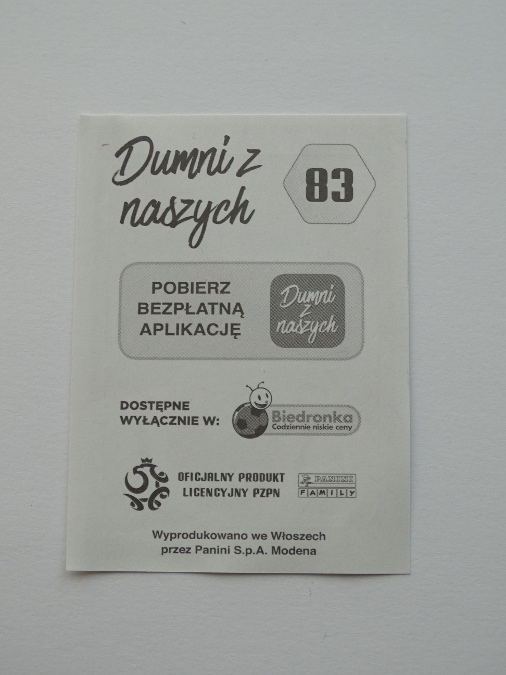 Dumni z
naszych
83
POBIERZ
BEZPŁATNĄ
APLIKACJĘ
Dumni
z
naszych
DOSTĘPNE
WYŁĄCZNIE W:
Biedronka
Codziennie niskie ceny
OFICJALNY PRODUKT
LICENCYJNY PZPN
PANINI
FAMILY
Wyprodukowano we Włoszech
przez Panini S.p.A. Modena